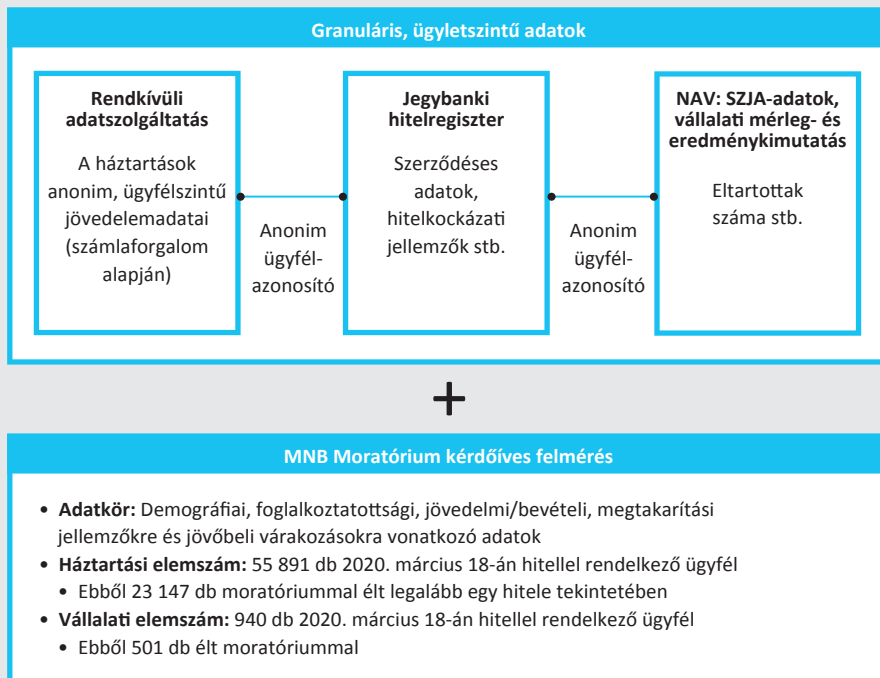 Granuláris, ügyletszintű adatok
Rendkívüli
adatszolgáltatás
A háztartások
anonim, ügyfélszintű
jövedelemadatai
(számlaforgalom
alapján)
Anonim
ügyfél-
azonosító
Jegybanki
hitelregiszter
Szerződéses
adatok,
hitelkockázati
jellemzők stb.
Anonim
ügyfél-
azonosító
NAV: SZJA-adatok,
vállalati mérleg- és
eredménykimutatás
Eltartottak
száma stb.
+
MNB Moratórium kérdőíves felmérés
• Adatkör: Demográfiai, foglalkoztatottsági, jövedelmi/bevételi, megtakarítási
jellemzőkre és jövőbeli várakozásokra vonatkozó adatok
• Háztartási elemszám: 55 891 db 2020. március 18-án hitellel rendelkező ügyfél
• Ebből 23 147 db moratóriummal élt legalább egy hitele tekintetében
• Vállalati elemszám: 940 db 2020. március 18-án hitellel rendelkező ügyfél
• Ebből 501 db élt moratóriummal